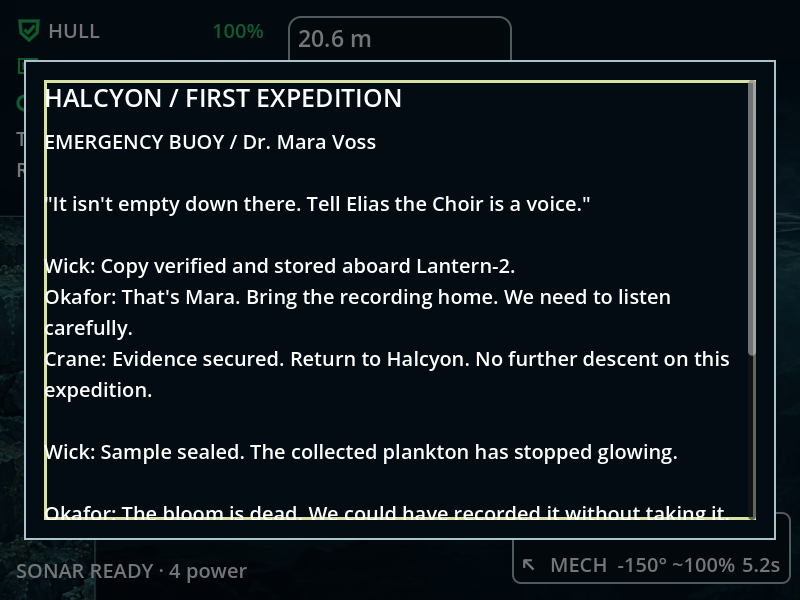 HULL 100%
20.6 m
HALCYON / FIRST EXPEDITION
EMERGENCY BUOY / Dr. Mara Voss
"It isn't empty down there. Tell Elias the Choir is a voice."
Wick: Copy verified and stored aboard Lantern-2.
Okafor: That's Mara. Bring the recording home. We need to listen
carefully.
Crane: Evidence secured. Return to Halcyon. No further descent on this
expedition.
Wick: Sample sealed. The collected plankton has stopped glowing.
Okafor: The bloom is dead. We could have recorded it without taking it.
MECH -150° ~100% 5.2s
SONAR READY · 4 power